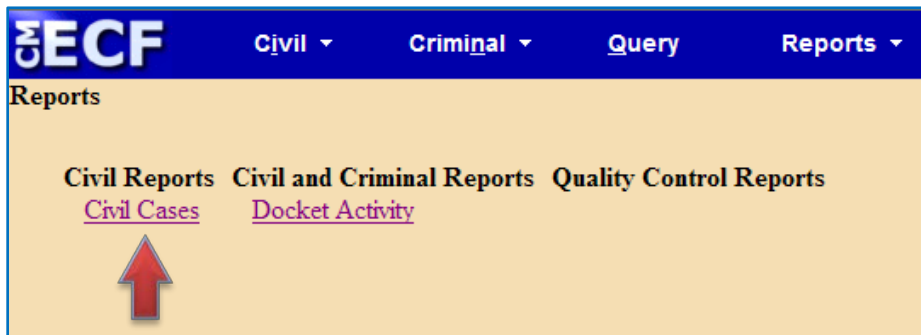 CM ECF Civil Criminal Query Reports
Reports
Civil Reports Civil and Criminal Reports Quality Control Reports
Civil Cases Docket Activity